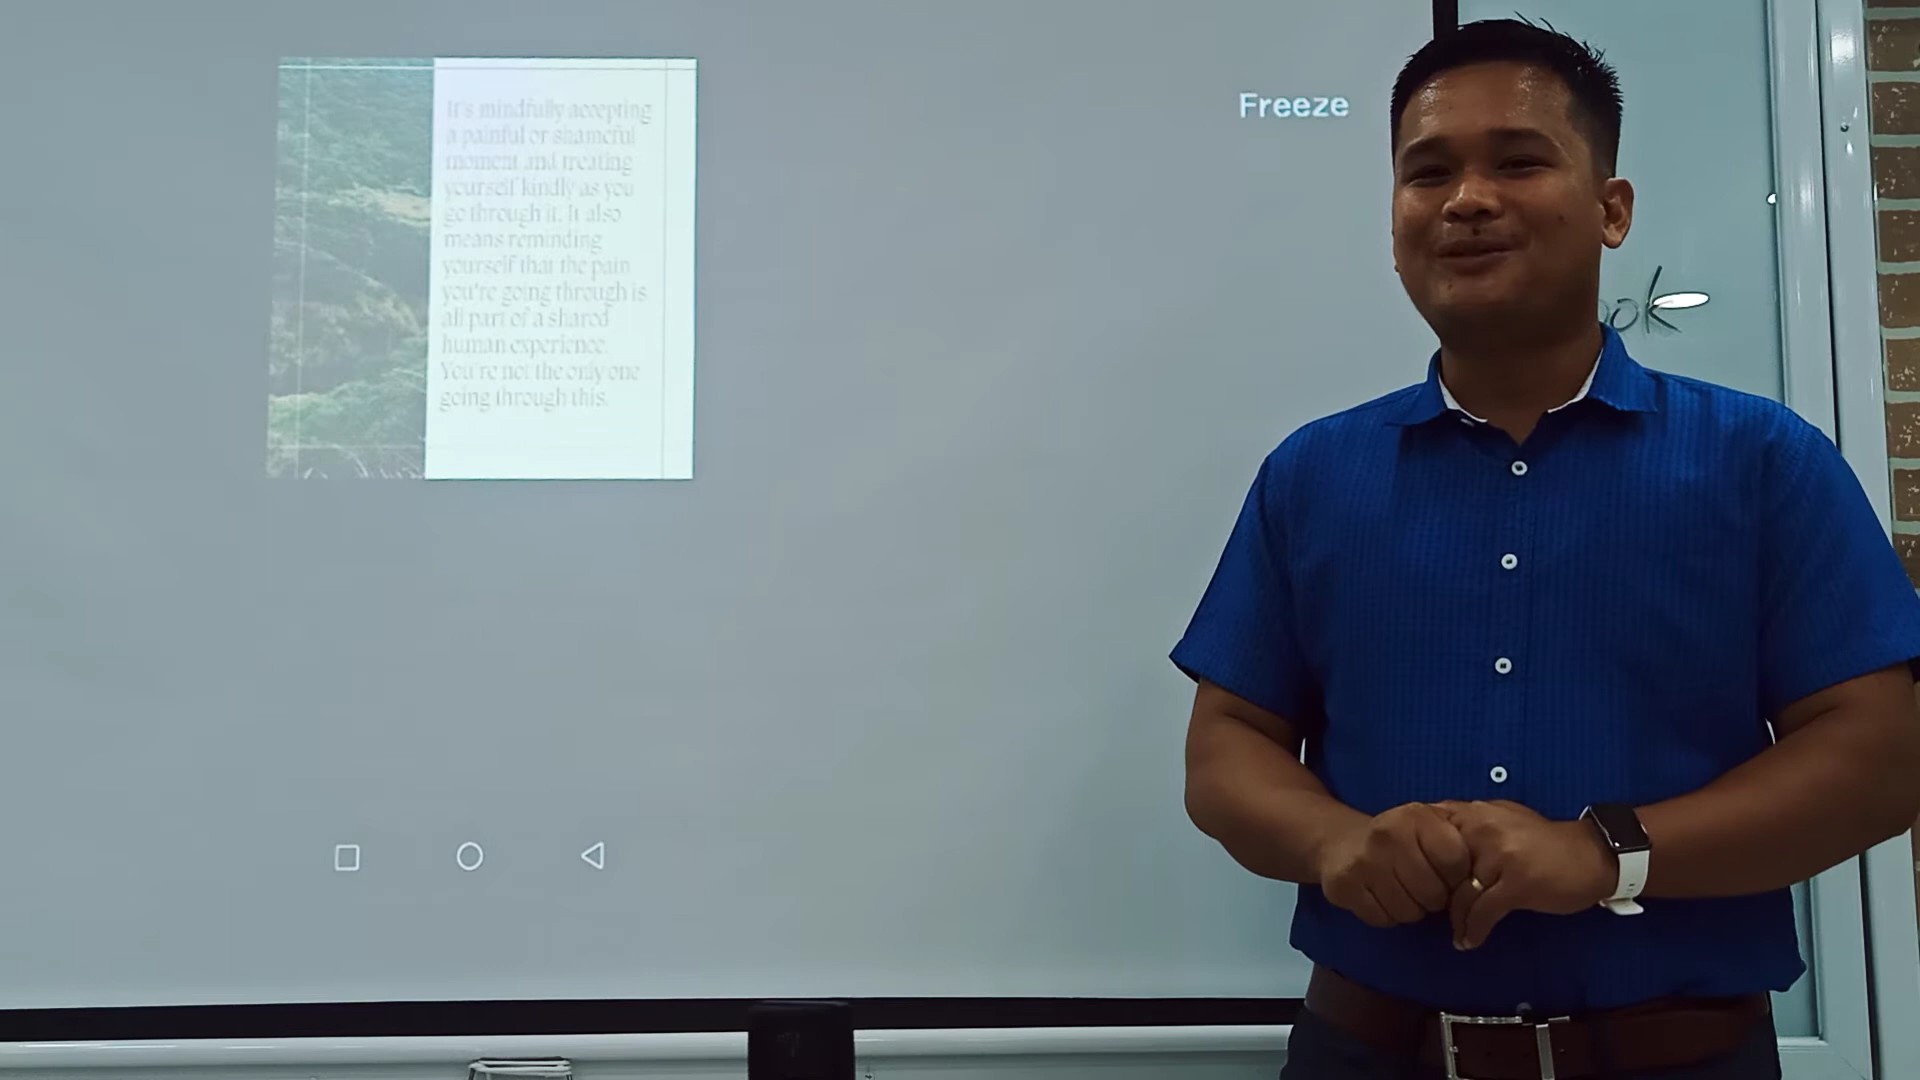 It's mindfully accepting
a painful or shameful
moment and treating
yourself kindly as you
go through it. It also
means reminding
yourself that the pain
you're going through is
all part of a shared
human experience.
You're not the only one
going through this.
Freeze
ook